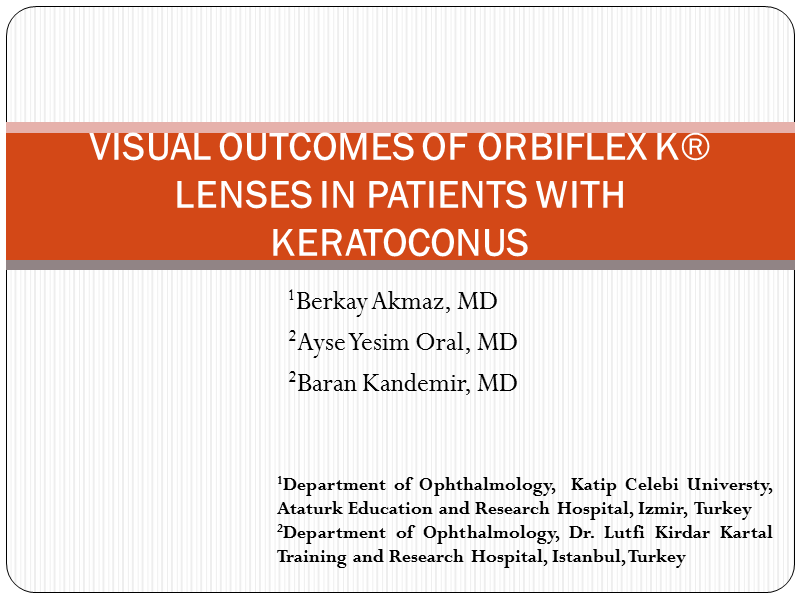 VISUAL OUTCOMES OF ORBIFLEX K®
LENSES IN PATIENTS WITH
KERATOCONUS
¹Berkay Akmaz, MD
²Ayse Yesim Oral, MD
²Baran Kandemir, MD
¹Department of Ophthalmology, Katip Celebi Universty,
Ataturk Education and Research Hospital, Izmir, Turkey
²Department of Ophthalmology, Dr. Lutfi Kirdar Kartal
Training and Research Hospital, Istanbul, Turkey